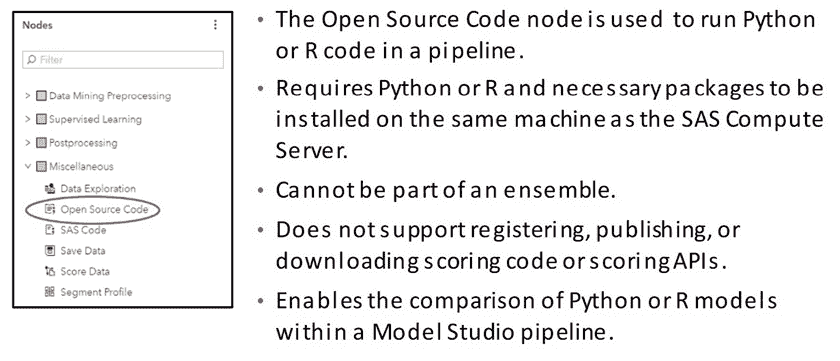 Nodes
Filter
> Data Mining Preprocessing
> Supervised Learning
> Postprocessing
Miscellaneous
Data Exploration
Open Source Code
SAS Code
Save Data
Score Data
Segment Profile
• The Open Source Code node is used to run Python
or R code in a pipeline.
• Requires Python or R and necessary packages to be
installed on the same machine as the SAS Compute
Server.
• Cannot be part of an ensemble.
• Does not support registering, publishing, or
downloading scoring code or scoring APIs.
• Enables the comparison of Python or R models
within a Model Studio pipeline.